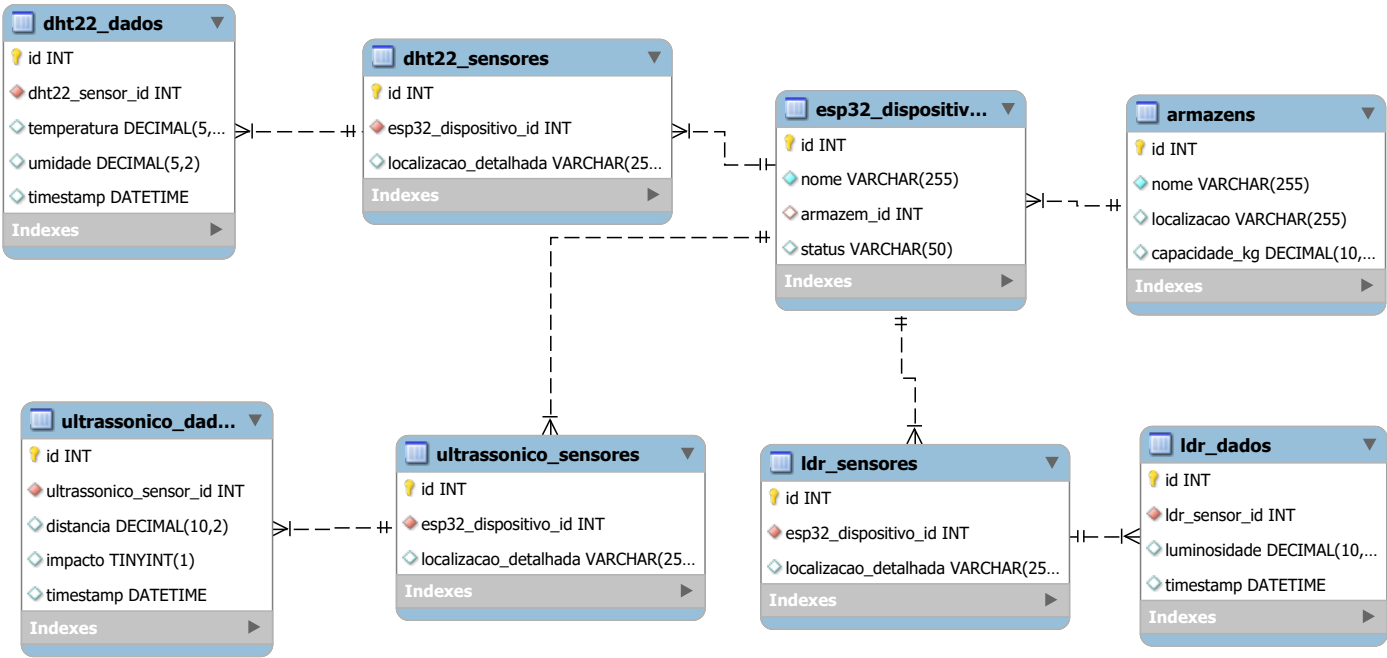 dht22_dados
id INT
dht22_sensor_id INT
temperatura DECIMAL(5,...
umidade DECIMAL(5,2)
timestamp DATETIME
Indexes
dht22_sensores
id INT
esp32_dispositivo_id INT
localizacao_detalhada VARCHAR(25...
Indexes
esp32_dispositiv...
id INT
nome VARCHAR(255)
armazem_id INT
status VARCHAR(50)
Indexes
armazens
id INT
nome VARCHAR(255)
localizacao VARCHAR(255)
capacidade_kg DECIMAL(10,...
Indexes
ultrassonico_dad...
id INT
ultrassonico_sensor_id INT
distancia DECIMAL(10,2)
impacto TINYINT(1)
timestamp DATETIME
Indexes
ultrassonico_sensores
id INT
esp32_dispositivo_id INT
localizacao_detalhada VARCHAR(25...
Indexes
ldr_sensores
id INT
esp32_dispositivo_id INT
localizacao_detalhada VARCHAR(25...
Indexes
ldr_dados
id INT
ldr_sensor_id INT
luminosidade DECIMAL(10,...
timestamp DATETIME
Indexes